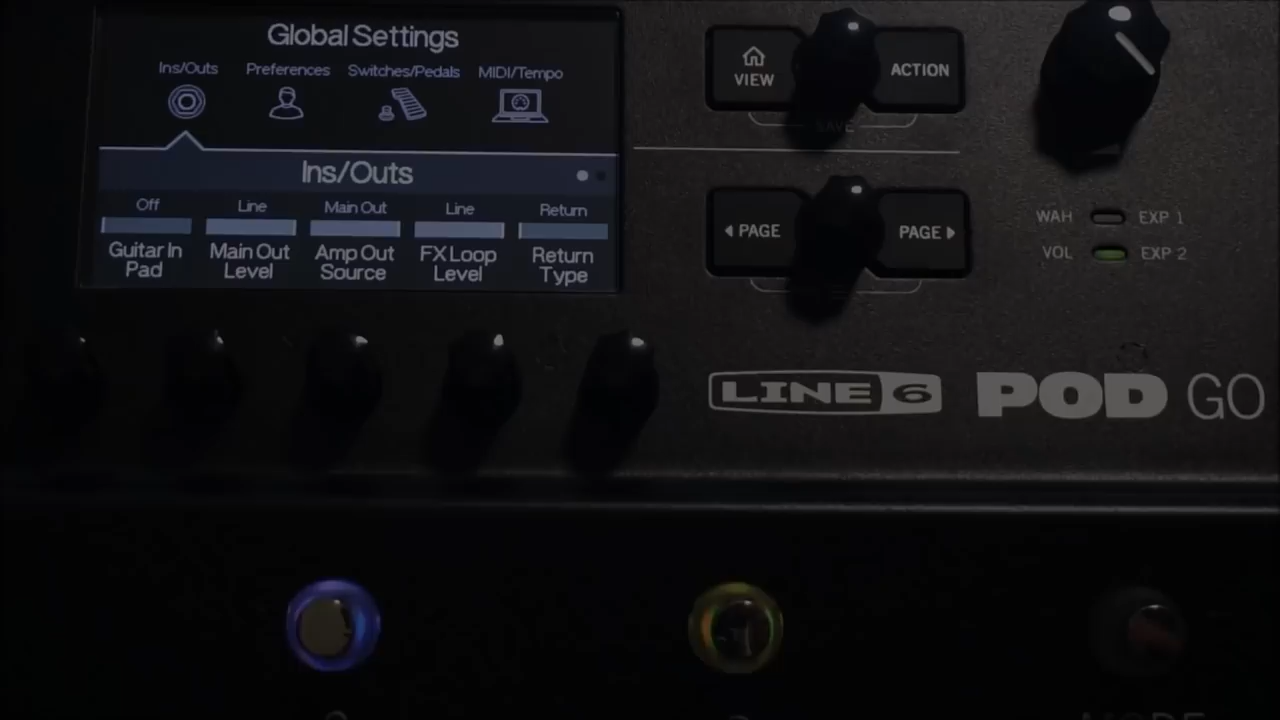 Global Settings
Ins/Outs Preferences Switches/Pedals MIDI/Tempo
Ins/Outs
Off Line Main Out Line Return
Guitar In Pad Main Out Level Amp Out Source FX Loop Level Return Type
VIEW ACTION
SAVE
PAGE PAGE
WAH EXP 1
VOL EXP 2
LINE 6 POD GO